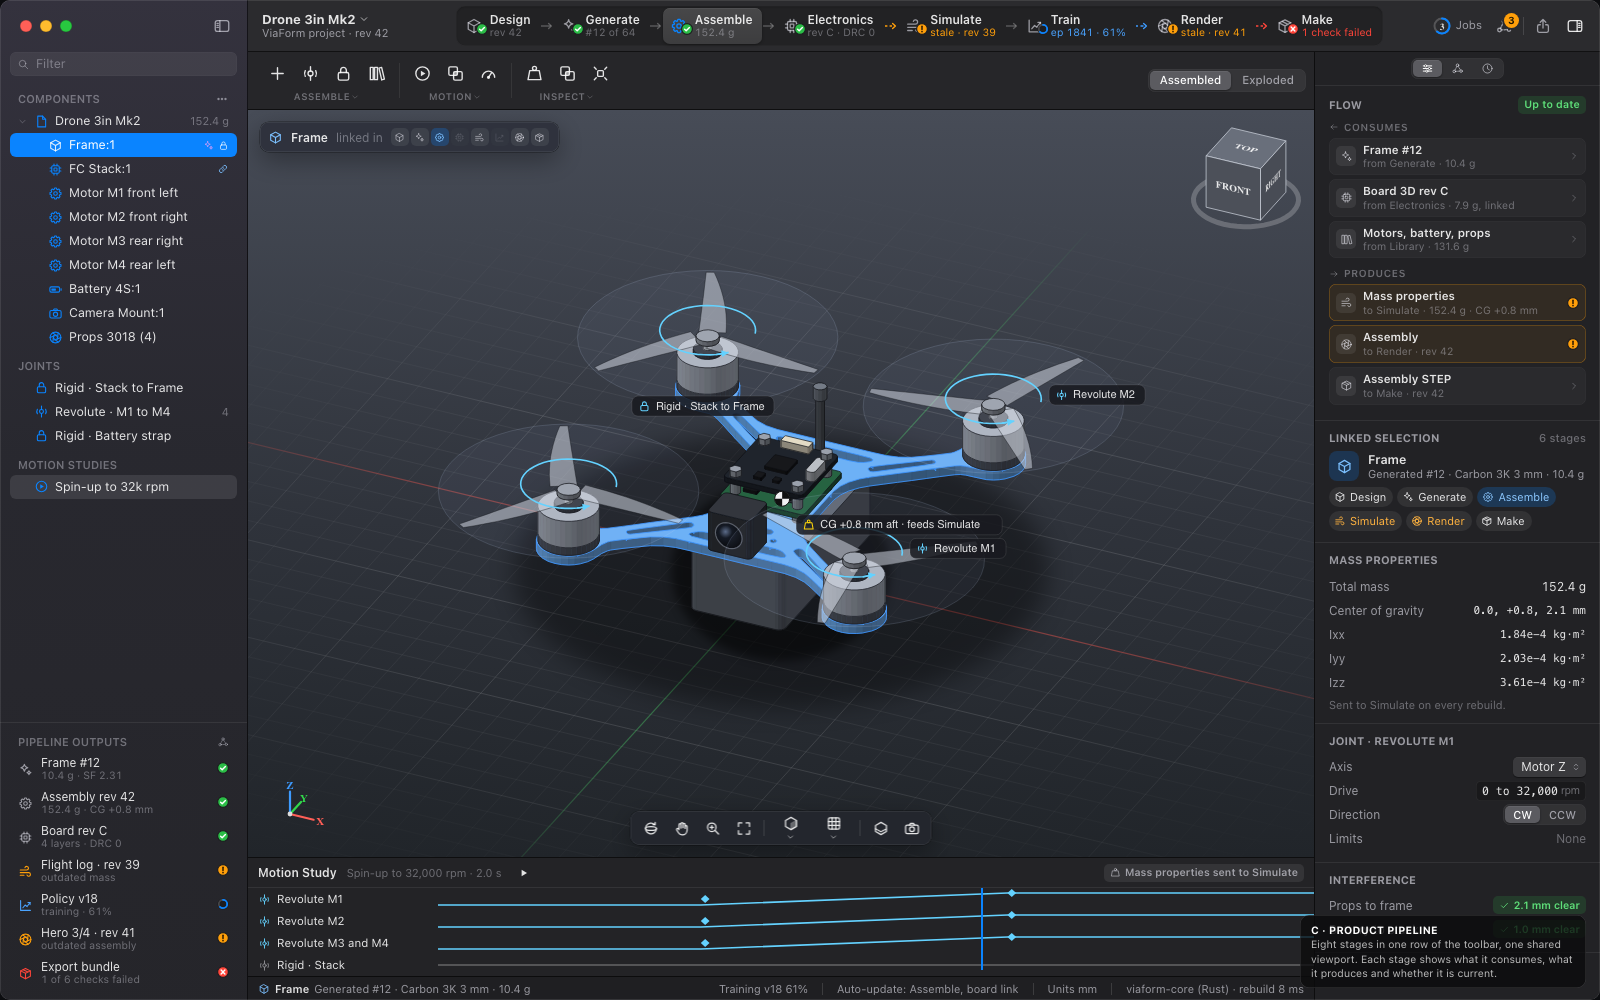 Drone 3in Mk2
ViaForm project · rev 42
Design
rev 42
Generate
#12 of 64
Assemble
152.4 g
Electronics
rev C · DRC 0
Simulate
stale · rev 39
Train
ep 1841 · 61%
Render
stale · rev 41
Make
1 check failed
3
Jobs
3
Filter
COMPONENTS
Drone 3in Mk2
152.4 g
Frame:1
FC Stack:1
Motor M1 front left
Motor M2 front right
Motor M3 rear right
Motor M4 rear left
Battery 4S:1
Camera Mount:1
Props 3018 (4)
JOINTS
Rigid · Stack to Frame
Revolute · M1 to M4
4
Rigid · Battery strap
MOTION STUDIES
Spin-up to 32k rpm
PIPELINE OUTPUTS
Frame #12
10.4 g · SF 2.31
Assembly rev 42
152.4 g · CG +0.8 mm
Board rev C
4 layers · DRC 0
Flight log · rev 39
outdated mass
Policy v18
training · 61%
Hero 3/4 · rev 41
outdated assembly
Export bundle
1 of 6 checks failed
ASSEMBLE
MOTION
INSPECT
Assembled
Exploded
Frame
linked in
TOP
FRONT
RIGHT
Revolute M2
Rigid · Stack to Frame
CG +0.8 mm aft · feeds Simulate
Revolute M1
Z
Y
X
Motion Study
Spin-up to 32,000 rpm · 2.0 s
Mass properties sent to Simulate
Revolute M1
Revolute M2
Revolute M3 and M4
Rigid · Stack
Frame
Generated #12 · Carbon 3K 3 mm · 10.4 g
Training v18 61%
Auto-update: Assemble, board link
Units mm
viaform-core (Rust) · rebuild 8 ms
FLOW
Up to date
CONSUMES
Frame #12
from Generate · 10.4 g
Board 3D rev C
from Electronics · 7.9 g, linked
Motors, battery, props
from Library · 131.6 g
PRODUCES
Mass properties
to Simulate · 152.4 g · CG +0.8 mm
Assembly
to Render · rev 42
Assembly STEP
to Make · rev 42
LINKED SELECTION
6 stages
Frame
Generated #12 · Carbon 3K 3 mm · 10.4 g
Design
Generate
Assemble
Simulate
Render
Make
MASS PROPERTIES
Total mass
152.4 g
Center of gravity
0.0, +0.8, 2.1 mm
Ixx
1.84e−4 kg·m²
Iyy
2.03e−4 kg·m²
Izz
3.61e−4 kg·m²
Sent to Simulate on every rebuild.
JOINT · REVOLUTE M1
Axis
Motor Z
Drive
0 to 32,000 rpm
Direction
CW
CCW
Limits
None
INTERFERENCE
Props to frame
2.1 mm clear
1.0 mm clear
C · PRODUCT PIPELINE
Eight stages in one row of the toolbar, one shared
viewport. Each stage shows what it consumes, what
it produces and whether it is current.